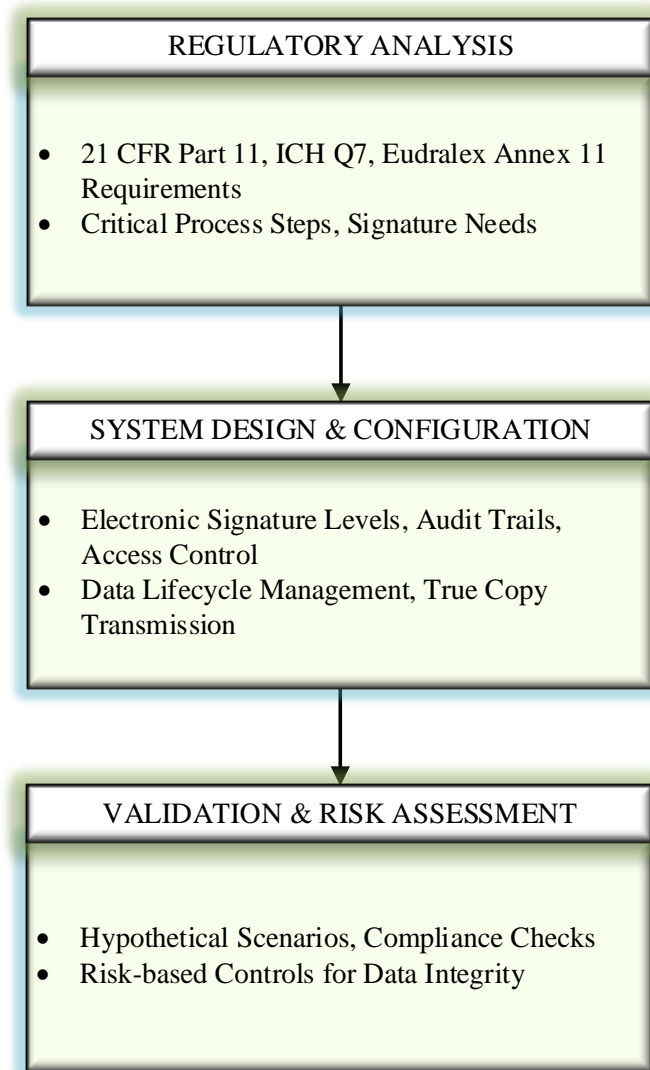 REGULATORY ANALYSIS
• 21 CFR Part 11, ICH Q7, Eudralex Annex 11
Requirements
• Critical Process Steps, Signature Needs
SYSTEM DESIGN & CONFIGURATION
• Electronic Signature Levels, Audit Trails,
Access Control
• Data Lifecycle Management, True Copy
Transmission
VALIDATION & RISK ASSESSMENT
• Hypothetical Scenarios, Compliance Checks
• Risk-based Controls for Data Integrity